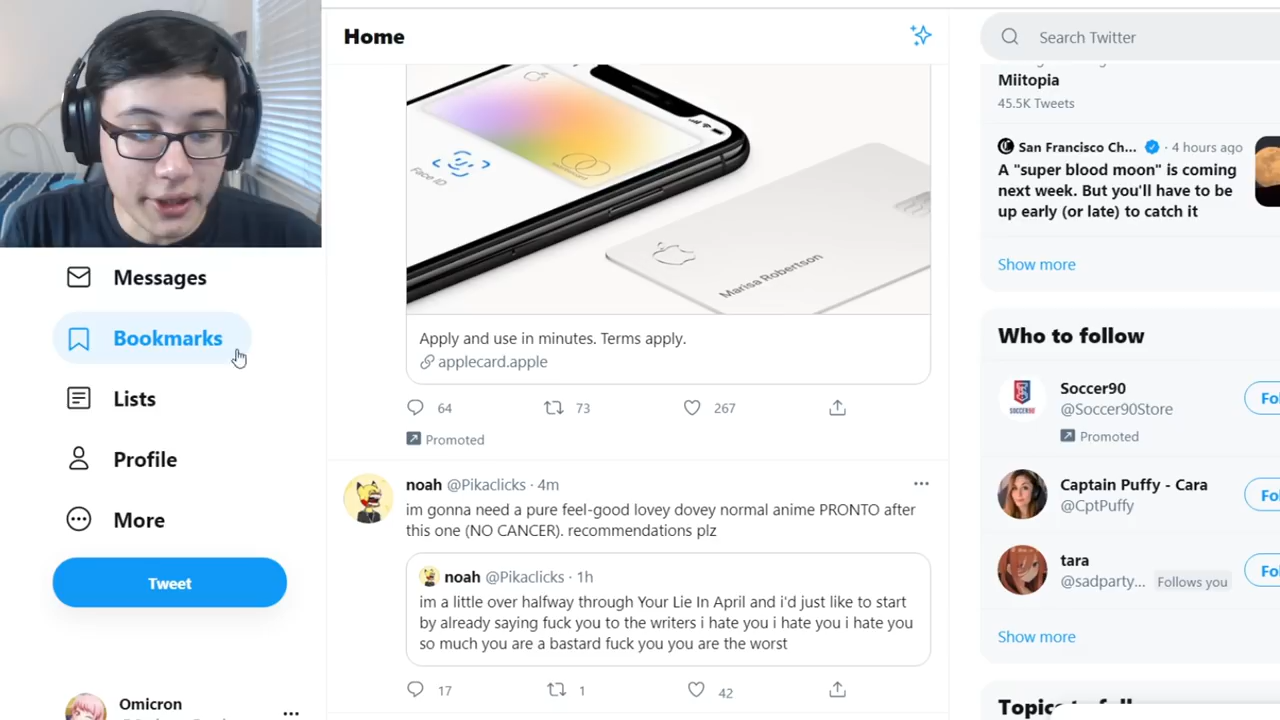 Home
Search Twitter
Messages
Bookmarks
Lists
Profile
More
Tweet
Omicron
Face ID
Marisa Robertson
Apply and use in minutes. Terms apply.
applecard.apple
64
73
267
Promoted
noah @Pikaclicks · 4m
im gonna need a pure feel-good lovey dovey normal anime PRONTO after
this one (NO CANCER). recommendations plz
noah @Pikaclicks · 1h
im a little over halfway through Your Lie In April and i'd just like to start
by already saying fuck you to the writers i hate you i hate you i hate you
so much you are a bastard fuck you you are the worst
17
1
42
Miitopia
45.5K Tweets
San Francisco Ch... · 4 hours ago
A "super blood moon" is coming
next week. But you'll have to be
up early (or late) to catch it
Show more
Who to follow
Soccer90
@Soccer90Store
Promoted
Fo
Captain Puffy - Cara
@CptPuffy
Fo
tara
@sadparty... Follows you
Fo
Show more